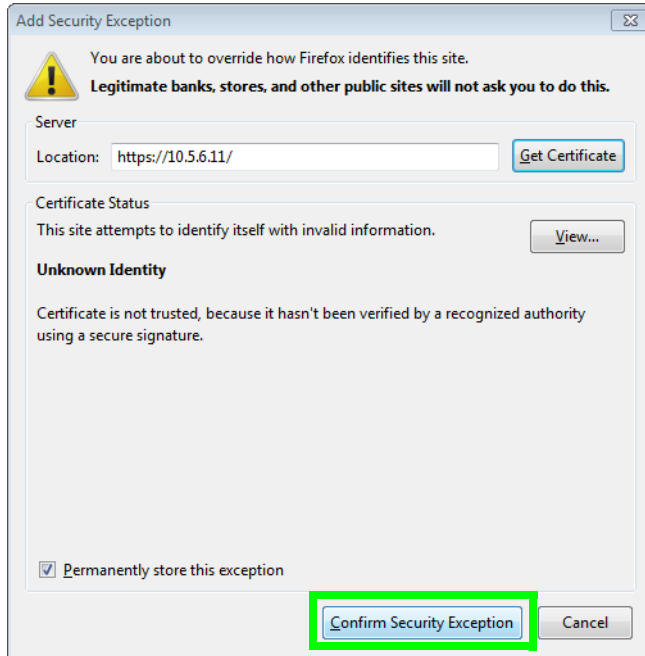 Add Security Exception
You are about to override how Firefox identifies this site.
Legitimate banks, stores, and other public sites will not ask you to do this.
Server
Location: https://10.5.6.11/ Get Certificate
Certificate Status
This site attempts to identify itself with invalid information. View...
Unknown Identity
Certificate is not trusted, because it hasn't been verified by a recognized authority
using a secure signature.
Permanently store this exception
Confirm Security Exception Cancel